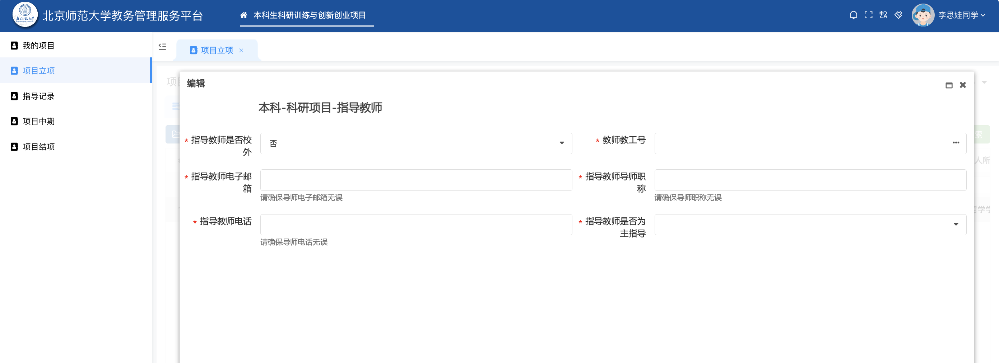 北京师范大学教务管理服务平台
本科生科研训练与创新创业项目
李思娃同学
我的项目
项目立项
指导记录
项目中期
项目结项
项目立项
项
编辑
本科-科研项目-指导教师
* 指导教师是否校
外
否
* 教师教工号
索
人所
* 指导教师电子邮
箱
请确保导师电子邮箱无误
* 指导教师导师职
称
请确保导师职称无误
* 指导教师电话
请确保导师电话无误
* 指导教师是否为
主指导